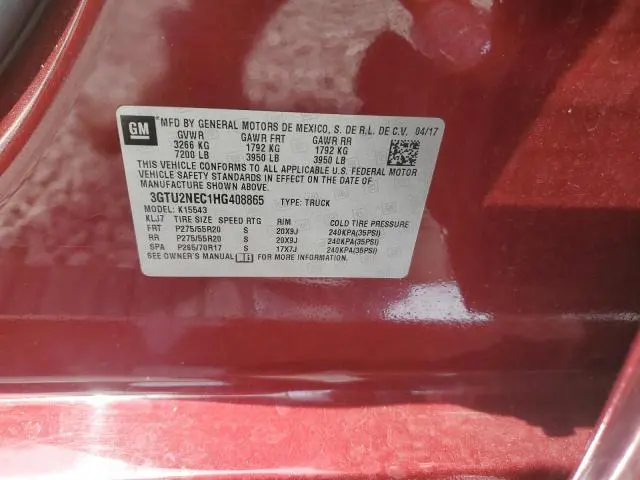 GM
MFD BY GENERAL MOTORS DE MEXICO, S. DE R.L. DE C.V. 04/17
GVWR GAWR FRT GAWR RR
3266 KG 1792 KG 1792 KG
7200 LB 3950 LB 3950 LB
THIS VEHICLE CONFORMS TO ALL APPLICABLE U.S. FEDERAL MOTOR
VEHICLE SAFETY STANDARDS IN EFFECT ON THE DATE OF
MANUFACTURE SHOWN ABOVE.
3GTU2NEC1HG408865 TYPE: TRUCK
MODEL: K15543
KLJ7 TIRE SIZE SPEED RTG RIM COLD TIRE PRESSURE
FRT P275/55R20 S 20X9J 240KPA(35PSI)
RR P275/55R20 S 20X9J 240KPA(35PSI)
SPA P265/70R17 S 17X7J 240KPA(35PSI)
SEE OWNER'S MANUAL FOR MORE INFORMATION.